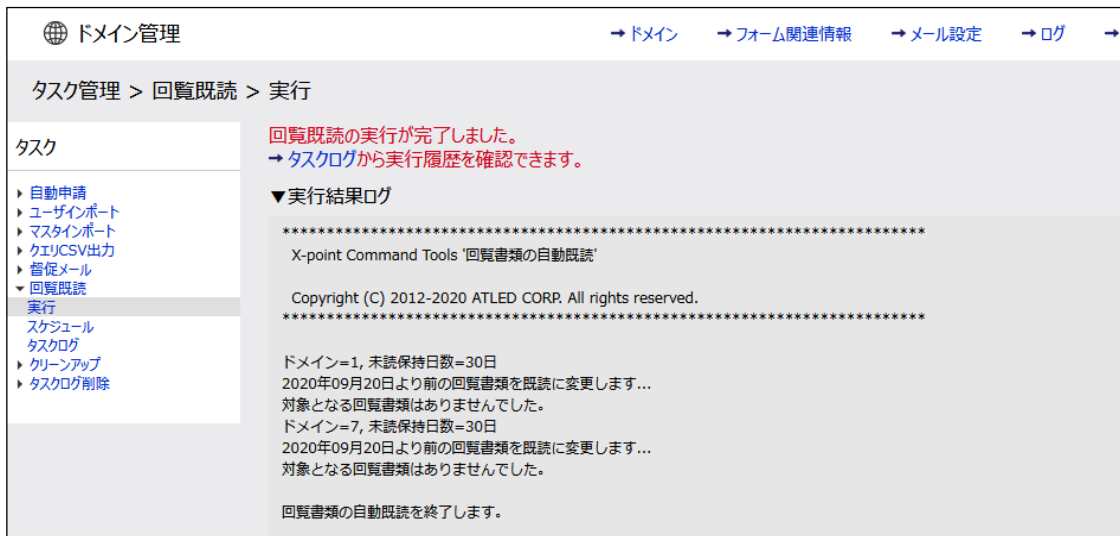 ドメイン管理
→ ドメイン → フォーム関連情報 → メール設定 → ログ →
タスク管理 > 回覧既読 > 実行
タスク
自動申請
ユーザインポート
マスタインポート
クエリCSV出力
督促メール
回覧既読
実行
スケジュール
タスクログ
クリーンアップ
タスクログ削除
回覧既読の実行が完了しました。
→ タスクログから実行履歴を確認できます。
▼実行結果ログ
*************************************************************************
X-point Command Tools '回覧書類の自動既読'
Copyright (C) 2012-2020 ATLED CORP. All rights reserved.
*************************************************************************
ドメイン=1, 未読保持日数=30日
2020年09月20日より前の回覧書類を既読に変更します...
対象となる回覧書類はありませんでした。
ドメイン=7, 未読保持日数=30日
2020年09月20日より前の回覧書類を既読に変更します...
対象となる回覧書類はありませんでした。
回覧書類の自動既読を終了します。